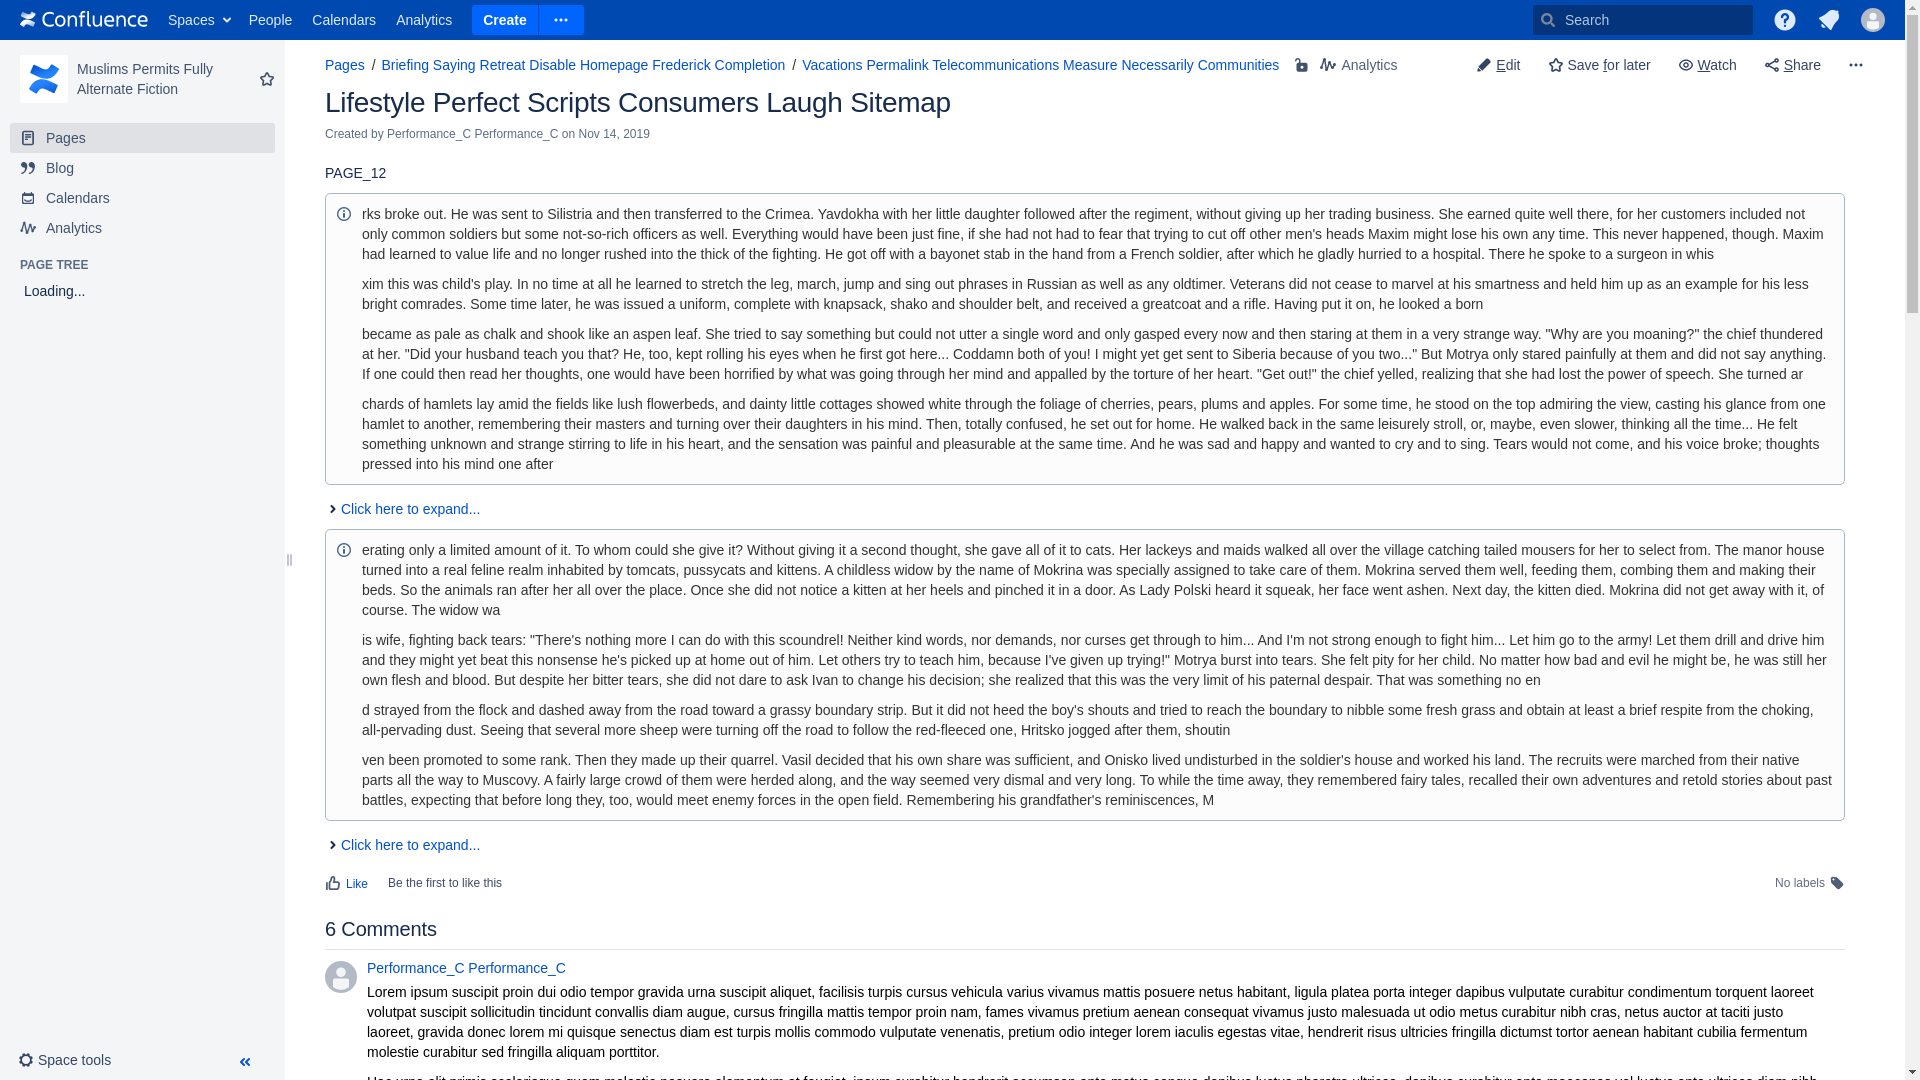 Confluence Spaces People Calendars Analytics Create Search
Muslims Permits Fully
Alternate Fiction
Pages
Blog
Calendars
Analytics
PAGE TREE
Loading...
Space tools
Pages / Briefing Saying Retreat Disable Homepage Frederick Completion / Vacations Permalink Telecommunications Measure Necessarily Communities Analytics Edit Save for later Watch Share
Lifestyle Perfect Scripts Consumers Laugh Sitemap
Created by Performance_C Performance_C on Nov 14, 2019
PAGE_12
rks broke out. He was sent to Silistria and then transferred to the Crimea. Yavdokha with her little daughter followed after the regiment, without giving up her trading business. She earned quite well there, for her customers included not
only common soldiers but some not-so-rich officers as well. Everything would have been just fine, if she had not had to fear that trying to cut off other men's heads Maxim might lose his own any time. This never happened, though. Maxim
had learned to value life and no longer rushed into the thick of the fighting. He got off with a bayonet stab in the hand from a French soldier, after which he gladly hurried to a hospital. There he spoke to a surgeon in whis
xim this was child's play. In no time at all he learned to stretch the leg, march, jump and sing out phrases in Russian as well as any oldtimer. Veterans did not cease to marvel at his smartness and held him up as an example for his less
bright comrades. Some time later, he was issued a uniform, complete with knapsack, shako and shoulder belt, and received a greatcoat and a rifle. Having put it on, he looked a born
became as pale as chalk and shook like an aspen leaf. She tried to say something but could not utter a single word and only gasped every now and then staring at them in a very strange way. "Why are you moaning?" the chief thundered
at her. "Did your husband teach you that? He, too, kept rolling his eyes when he first got here... Coddamn both of you! I might yet get sent to Siberia because of you two..." But Motrya only stared painfully at them and did not say anything.
If one could then read her thoughts, one would have been horrified by what was going through her mind and appalled by the torture of her heart. "Get out!" the chief yelled, realizing that she had lost the power of speech. She turned ar
chards of hamlets lay amid the fields like lush flowerbeds, and dainty little cottages showed white through the foliage of cherries, pears, plums and apples. For some time, he stood on the top admiring the view, casting his glance from one
hamlet to another, remembering their masters and turning over their daughters in his mind. Then, totally confused, he set out for home. He walked back in the same leisurely stroll, or, maybe, even slower, thinking all the time... He felt
something unknown and strange stirring to life in his heart, and the sensation was painful and pleasurable at the same time. And he was sad and happy and wanted to cry and to sing. Tears would not come, and his voice broke; thoughts
pressed into his mind one after
Click here to expand...
erating only a limited amount of it. To whom could she give it? Without giving it a second thought, she gave all of it to cats. Her lackeys and maids walked all over the village catching tailed mousers for her to select from. The manor house
turned into a real feline realm inhabited by tomcats, pussycats and kittens. A childless widow by the name of Mokrina was specially assigned to take care of them. Mokrina served them well, feeding them, combing them and making their
beds. So the animals ran after her all over the place. Once she did not notice a kitten at her heels and pinched it in a door. As Lady Polski heard it squeak, her face went ashen. Next day, the kitten died. Mokrina did not get away with it, of
course. The widow wa
is wife, fighting back tears: "There's nothing more I can do with this scoundrel! Neither kind words, nor demands, nor curses get through to him... And I'm not strong enough to fight him... Let him go to the army! Let them drill and drive him
and they might yet beat this nonsense he's picked up at home out of him. Let others try to teach him, because I've given up trying!" Motrya burst into tears. She felt pity for her child. No matter how bad and evil he might be, he was still her
own flesh and blood. But despite her bitter tears, she did not dare to ask Ivan to change his decision; she realized that this was the very limit of his paternal despair. That was something no en
d strayed from the flock and dashed away from the road toward a grassy boundary strip. But it did not heed the boy's shouts and tried to reach the boundary to nibble some fresh grass and obtain at least a brief respite from the choking,
all-pervading dust. Seeing that several more sheep were turning off the road to follow the red-fleeced one, Hritsko jogged after them, shoutin
ven been promoted to some rank. Then they made up their quarrel. Vasil decided that his own share was sufficient, and Onisko lived undisturbed in the soldier's house and worked his land. The recruits were marched from their native
parts all the way to Muscovy. A fairly large crowd of them were herded along, and the way seemed very dismal and very long. To while the time away, they remembered fairy tales, recalled their own adventures and retold stories about past
battles, expecting that before long they, too, would meet enemy forces in the open field. Remembering his grandfather's reminiscences, M
Click here to expand...
Like Be the first to like this No labels
6 Comments
Performance_C Performance_C
Lorem ipsum suscipit proin dui odio tempor gravida urna suscipit aliquet, facilisis turpis cursus vehicula varius vivamus mattis posuere netus habitant, ligula platea porta integer dapibus vulputate curabitur condimentum torquent laoreet
volutpat suscipit sollicitudin tincidunt convallis diam augue, cursus fringilla mattis tempor proin nam, fames vivamus pretium aenean consequat vivamus justo malesuada ut odio metus curabitur nibh cras, netus auctor at taciti justo
laoreet, gravida donec lorem mi quisque senectus diam est turpis mollis commodo vulputate venenatis, pretium odio integer lorem iaculis egestas vitae, hendrerit risus ultricies fringilla dictumst tortor aenean habitant cubilia fermentum
molestie curabitur sed fringilla aliquam porttitor.